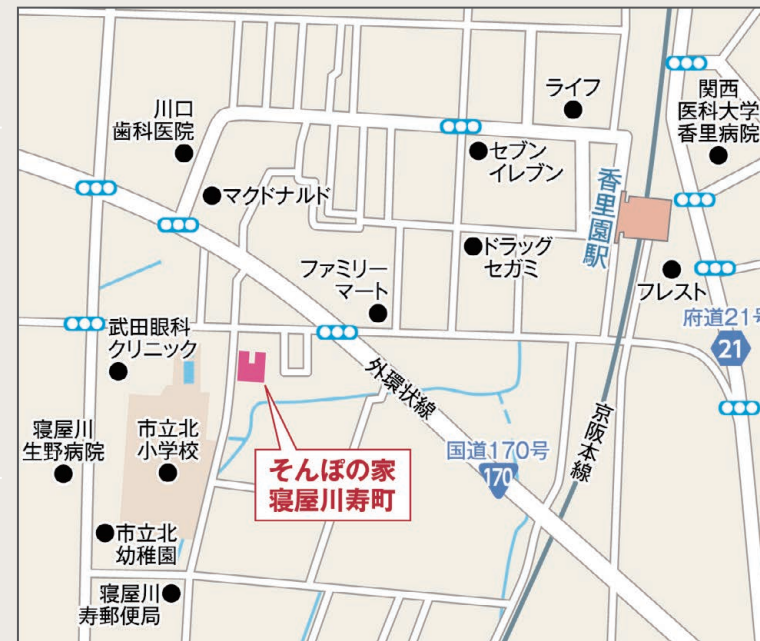 ライフ
関西
医科大学
香里病院
川口
歯科医院
セブン
イレブン
マクドナルド
香里園駅
ドラッグ
セガミ
ファミリー
マート
フレスト
府道21号
21
武田眼科
クリニック
外環状線
京阪本線
寝屋川
生野病院
市立北
小学校
そんぽの家
寝屋川寿町
国道170号
170
市立北
幼稚園
寝屋川
寿郵便局